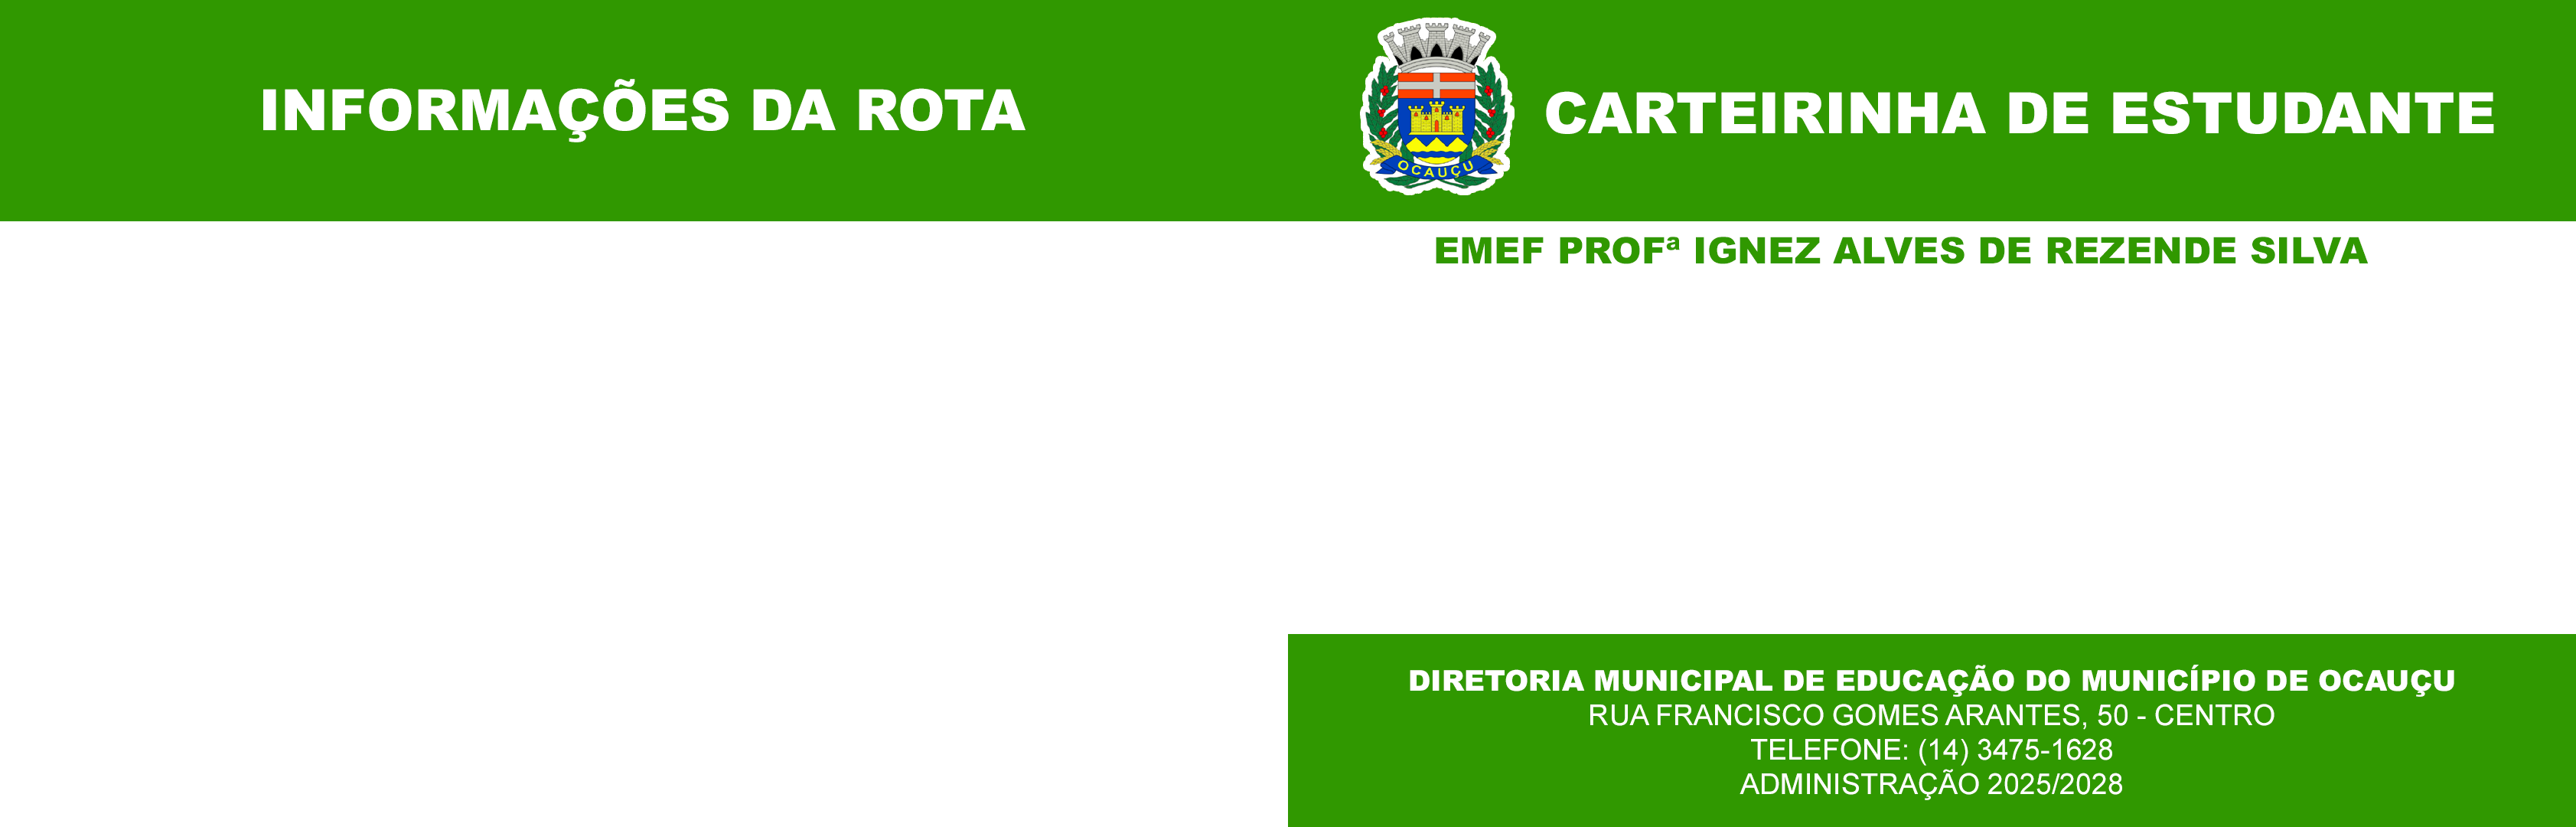 INFORMAÇÕES DA ROTA
OCAUÇU
CARTEIRINHA DE ESTUDANTE
EMEF PROFª IGNEZ ALVES DE REZENDE SILVA
DIRETORIA MUNICIPAL DE EDUCAÇÃO DO MUNICÍPIO DE OCAUÇU
RUA FRANCISCO GOMES ARANTES, 50 - CENTRO
TELEFONE: (14) 3475-1628
ADMINISTRAÇÃO 2025/2028